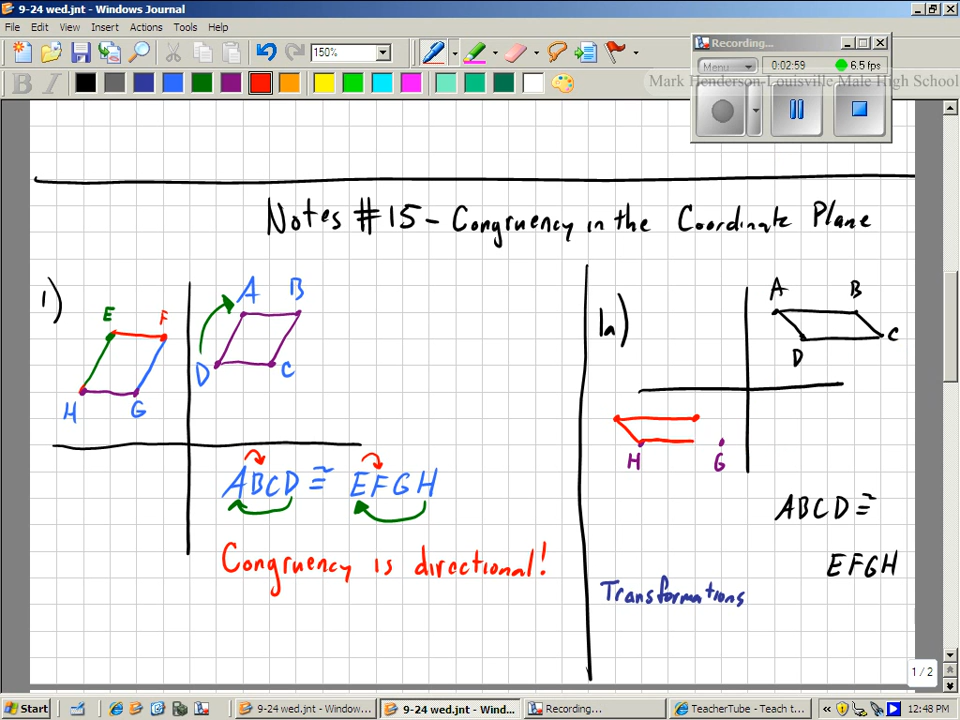 9-24 wed.jnt - Windows Journal
File Edit View Insert Actions Tools Help
150%
Recording...
Menu 0:02:59 6.5 fps
Mark Henderson-Louisville Male High School
Notes #15 - Congruency in the Coordinate Plane
1)
A B
E F
D C
H G
ABCD ≅ EFGH
Congruency is directional!
1a)
A B
D C
H G
ABCD ≅
EFGH
Transformations
1 / 2
Start 9-24 wed.jnt - Window... 9-24 wed.jnt - Wind... Recording... TeacherTube - Teach t... 12:48 PM